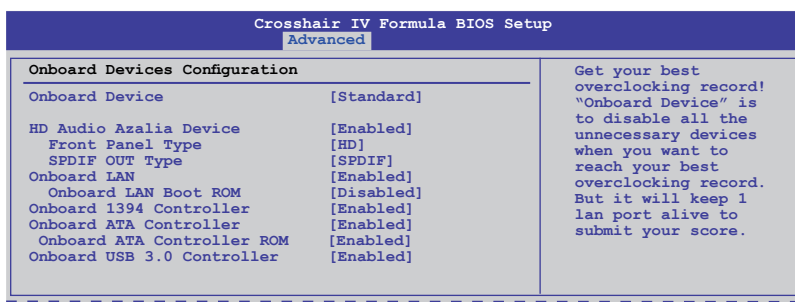 Crosshair IV Formula BIOS Setup
Advanced
Onboard Devices Configuration
Onboard Device [Standard]
HD Audio Azalia Device [Enabled]
Front Panel Type [HD]
SPDIF OUT Type [SPDIF]
Onboard LAN [Enabled]
Onboard LAN Boot ROM [Disabled]
Onboard 1394 Controller [Enabled]
Onboard ATA Controller [Enabled]
Onboard ATA Controller ROM [Enabled]
Onboard USB 3.0 Controller [Enabled]
Get your best
overclocking record!
“Onboard Device” is
to disable all the
unnecessary devices
when you want to
reach your best
overclocking record.
But it will keep 1
lan port alive to
submit your score.